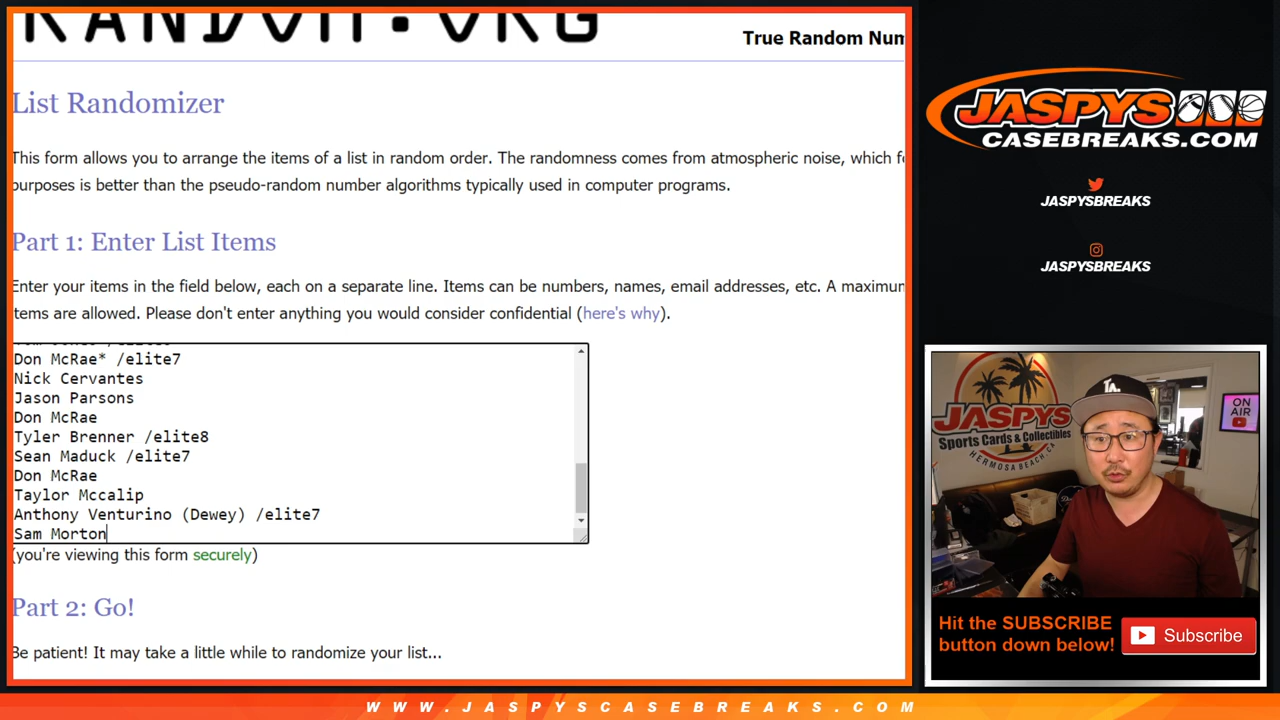 RANDOM.ORG
True Random Num
List Randomizer
This form allows you to arrange the items of a list in random order. The randomness comes from atmospheric noise, which f
purposes is better than the pseudo-random number algorithms typically used in computer programs.
Part 1: Enter List Items
Enter your items in the field below, each on a separate line. Items can be numbers, names, email addresses, etc. A maximum
items are allowed. Please don't enter anything you would consider confidential (here's why).
Don McRae* /elite7
Nick Cervantes
Jason Parsons
Don McRae
Tyler Brenner /elite8
Sean Maduck /elite7
Don McRae
Taylor Mccalip
Anthony Venturino (Dewey) /elite7
Sam Morton
(you're viewing this form securely)
Part 2: Go!
Be patient! It may take a little while to randomize your list...
JASPYS
CASEBREAKS.COM
JASPYSBREAKS
JASPYSBREAKS
JASPYS
Sports Cards & Collectibles
HERMOSA BEACH, CA
LA
ON
AIR
Hit the SUBSCRIBE
button down below!
Subscribe
WWW.JASPYSCASEBREAKS.COM